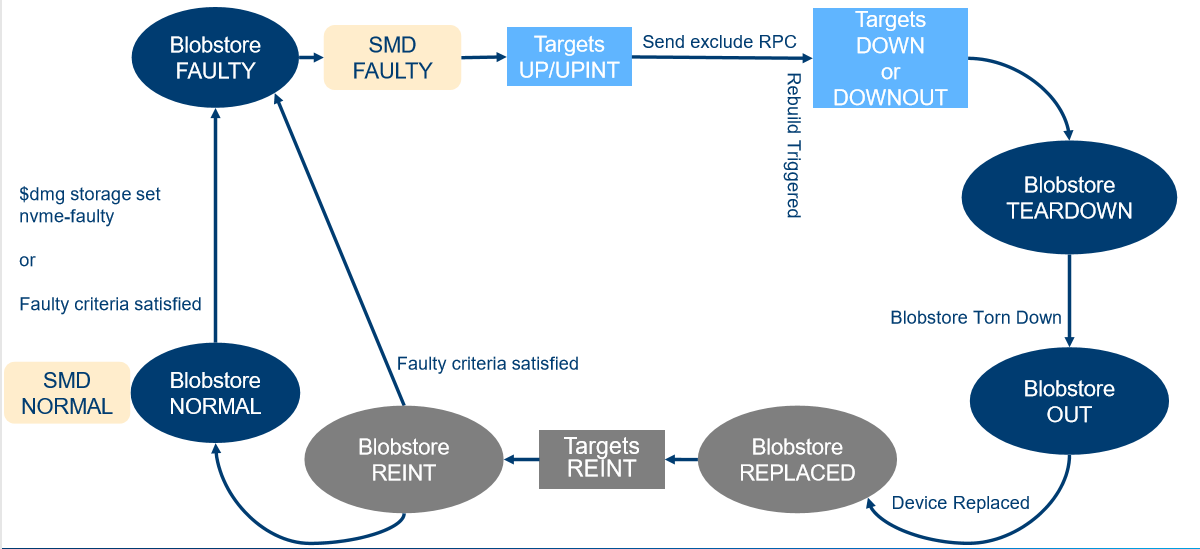 Blobstore
FAULTY
SMD
FAULTY
Targets
UP/UPINT
Send exclude RPC
Rebuild Triggered
Targets
DOWN
or
DOWNOUT
$dmg storage set
nvme-faulty
or
Faulty criteria satisfied
Blobstore
TEARDOWN
Blobstore Torn Down
Faulty criteria satisfied
SMD
NORMAL
Blobstore
NORMAL
Blobstore
OUT
Blobstore
REINT
Targets
REINT
Blobstore
REPLACED
Device Replaced